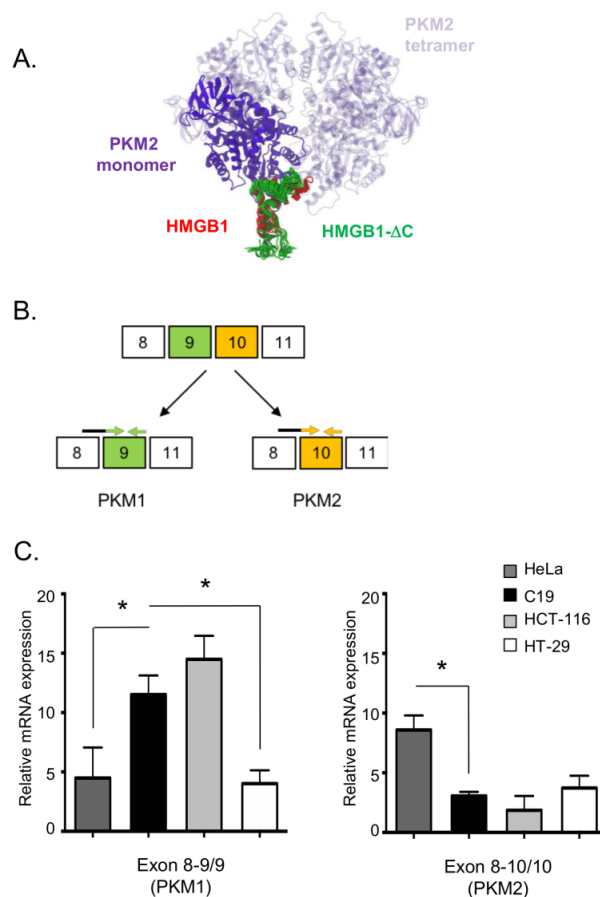 A.
PKM2
tetramer
PKM2
monomer
HMGB1
HMGB1-ΔC
B.
8 9 10 11
8 9 11
8 10 11
PKM1
PKM2
C.
Relative mRNA expression
20
15
10
5
0
*
*
Exon 8-9/9
(PKM1)
Relative mRNA expression
20
15
10
5
0
*
HeLa
C19
HCT-116
HT-29
Exon 8-10/10
(PKM2)